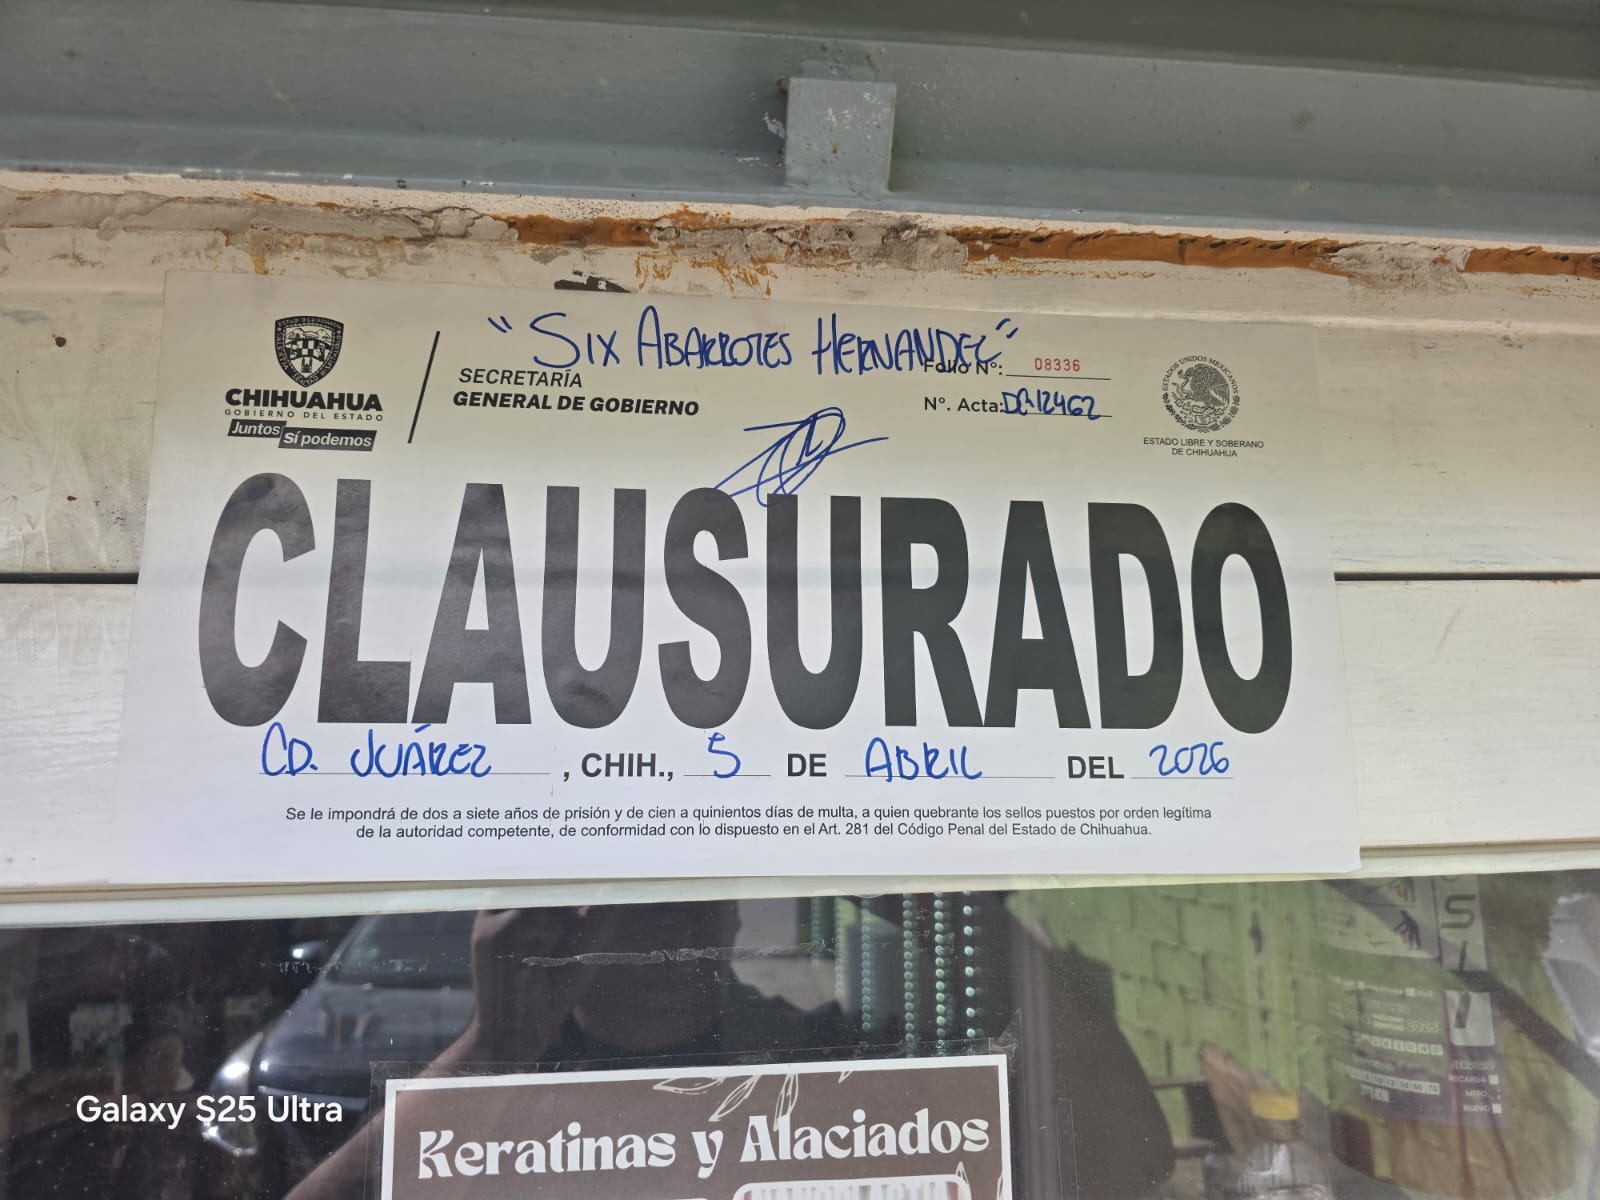 "SIX ABARROTES HERNANDEZ"
CHIHUAHUA
GOBIERNO DEL ESTADO
Juntos Sí podemos
SECRETARÍA
GENERAL DE GOBIERNO
Folio N°: 08336
N°. Acta:
ESTADOS UNIDOS MEXICANOS
ESTADO LIBRE Y SOBERANO
DE CHIHUAHUA
CLAUSURADO
CD. JUÁREZ, CHIH., 5 DE ABRIL DEL 2026
Se le impondrá de dos a siete años de prisión y de cien a quinientos días de multa, a quien quebrante los sellos puestos por orden legítima
de la autoridad competente, de conformidad con lo dispuesto en el Art. 281 del Código Penal del Estado de Chihuahua.
Galaxy S25 Ultra
Keratinas y Alaciados